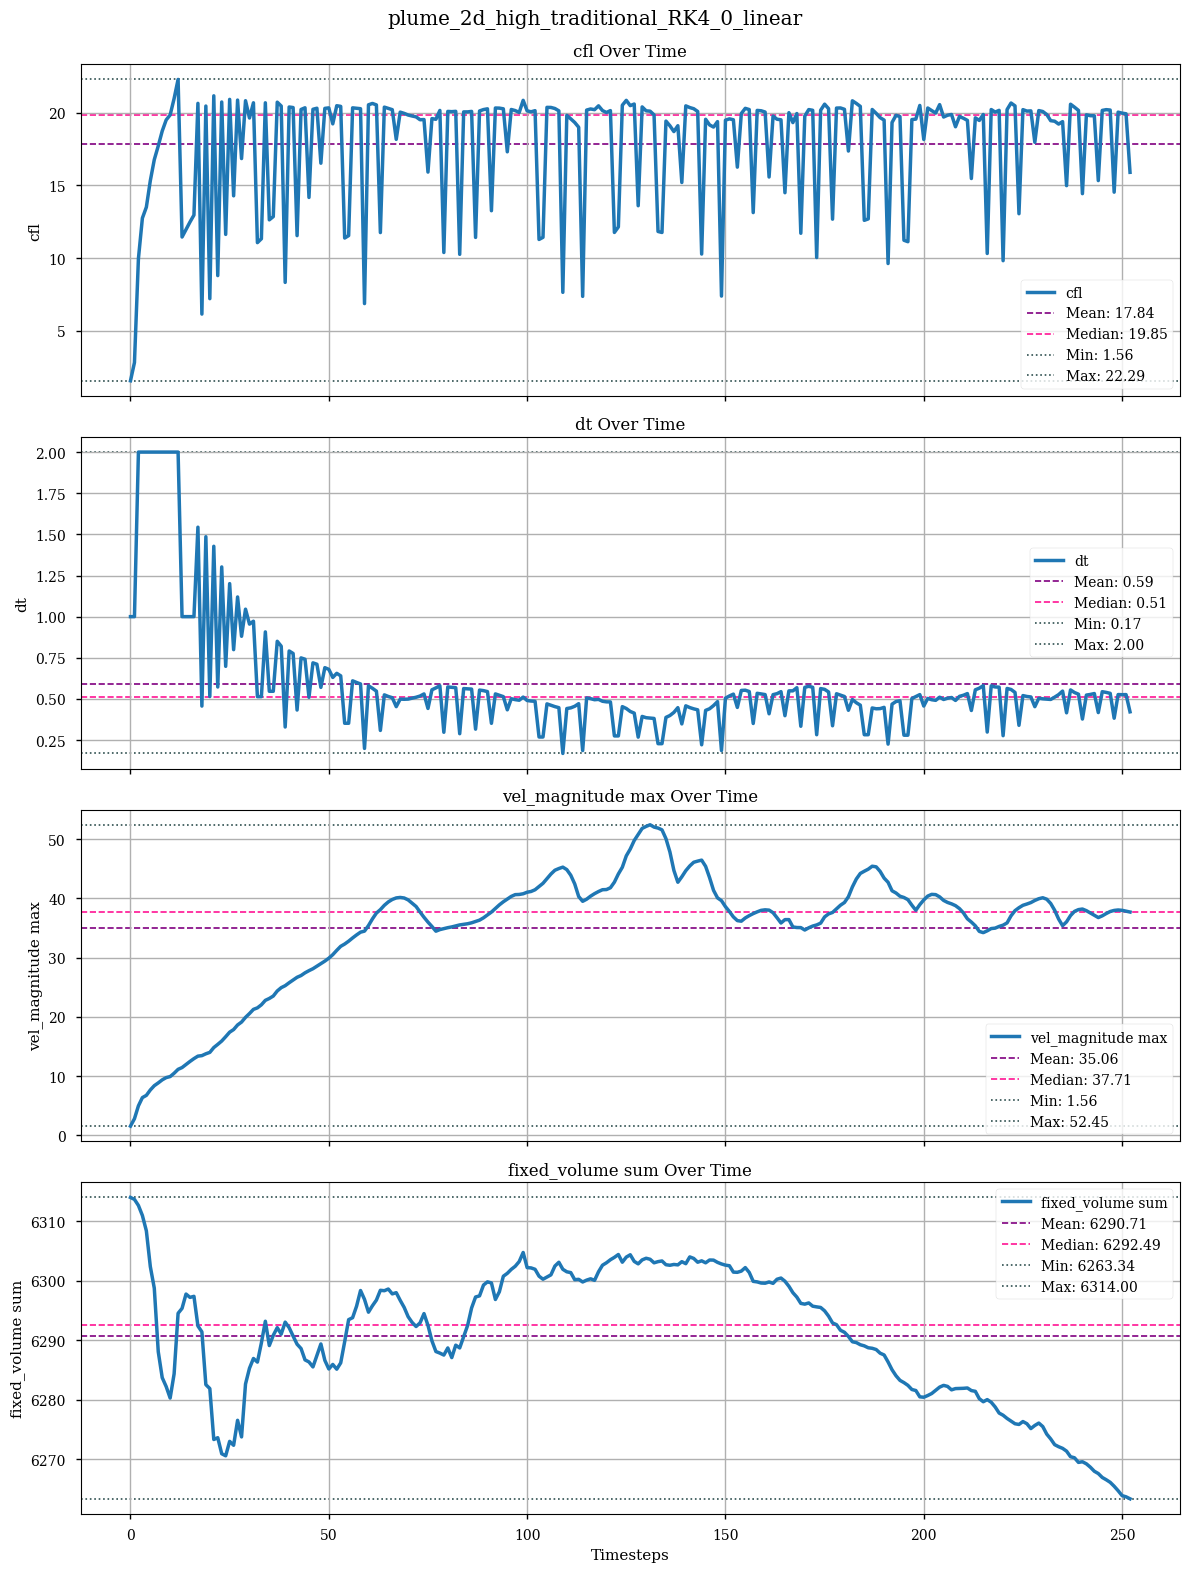 plume_2d_high_traditional_RK4_0_linear
cfl Over Time
20
15
10
5
cfl
cfl
Mean: 17.84
Median: 19.85
Min: 1.56
Max: 22.29
dt Over Time
2.00
1.75
1.50
1.25
1.00
0.75
0.50
0.25
dt
dt
Mean: 0.59
Median: 0.51
Min: 0.17
Max: 2.00
vel_magnitude max Over Time
50
40
30
20
10
0
vel_magnitude max
vel_magnitude max
Mean: 35.06
Median: 37.71
Min: 1.56
Max: 52.45
fixed_volume sum Over Time
6310
6300
6290
6280
6270
fixed_volume sum
fixed_volume sum
Mean: 6290.71
Median: 6292.49
Min: 6263.34
Max: 6314.00
0 50 100 150 200 250
Timesteps